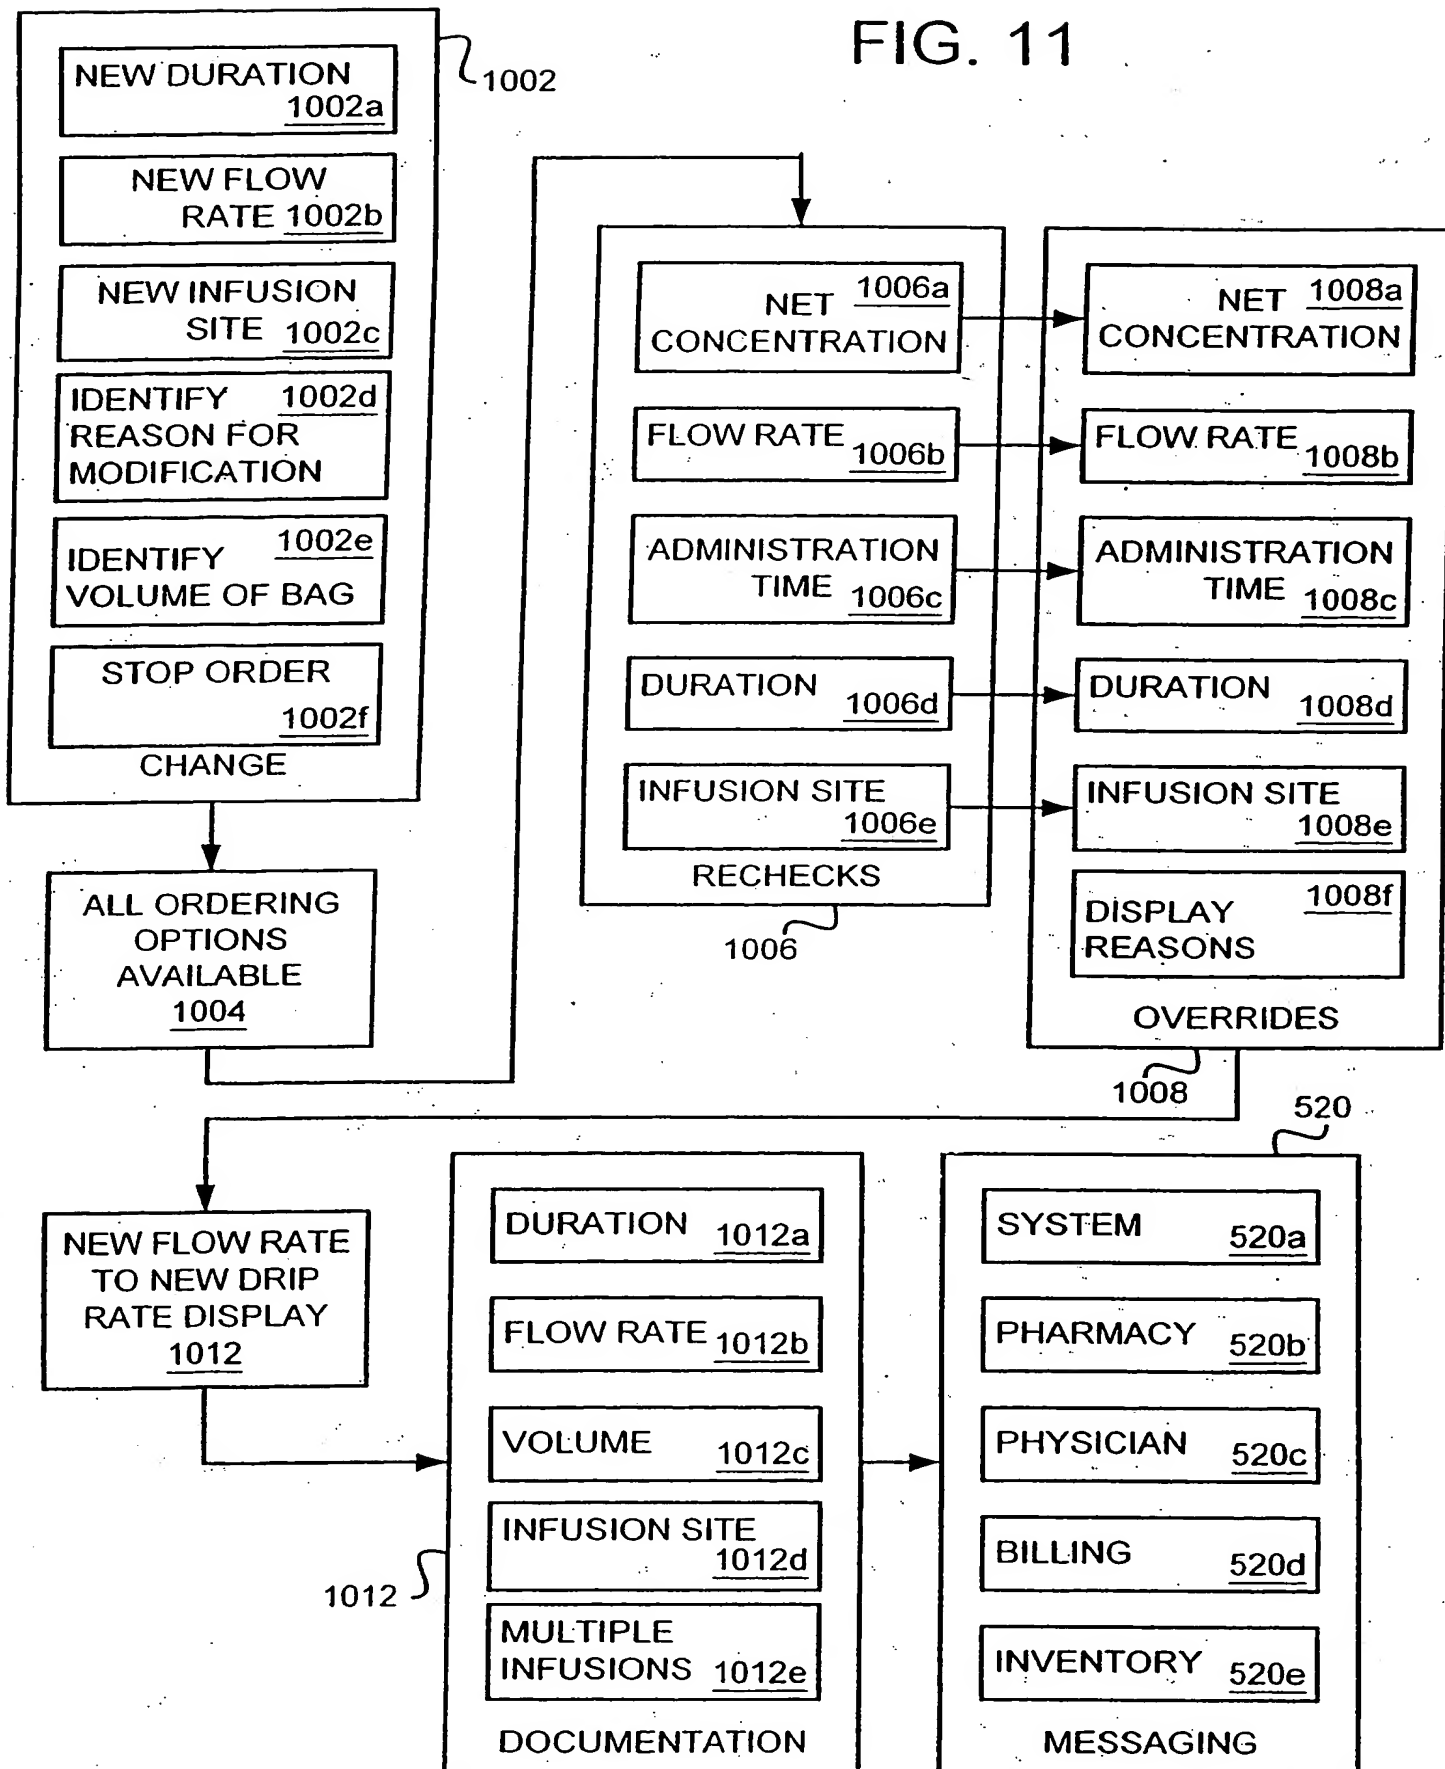 FIG. 11
NEW DURATION
1002a
NEW FLOW
RATE 1002b
NEW INFUSION
SITE 1002c
IDENTIFY 1002d
REASON FOR
MODIFICATION
1002e
IDENTIFY
VOLUME OF BAG
STOP ORDER
1002f
CHANGE
1002
ALL ORDERING
OPTIONS
AVAILABLE
1004
NET 1006a
CONCENTRATION
FLOW RATE 1006b
ADMINISTRATION
TIME 1006c
DURATION 1006d
INFUSION SITE
1006e
RECHECKS
1006
NET 1008a
CONCENTRATION
FLOW RATE 1008b
ADMINISTRATION
TIME 1008c
DURATION 1008d
INFUSION SITE
1008e
1008f
DISPLAY
REASONS
OVERRIDES
1008
NEW FLOW RATE
TO NEW DRIP
RATE DISPLAY
1012
DURATION 1012a
FLOW RATE 1012b
VOLUME 1012c
INFUSION SITE
1012d
MULTIPLE
INFUSIONS 1012e
DOCUMENTATION
1012
520
SYSTEM 520a
PHARMACY 520b
PHYSICIAN 520c
BILLING 520d
INVENTORY 520e
MESSAGING